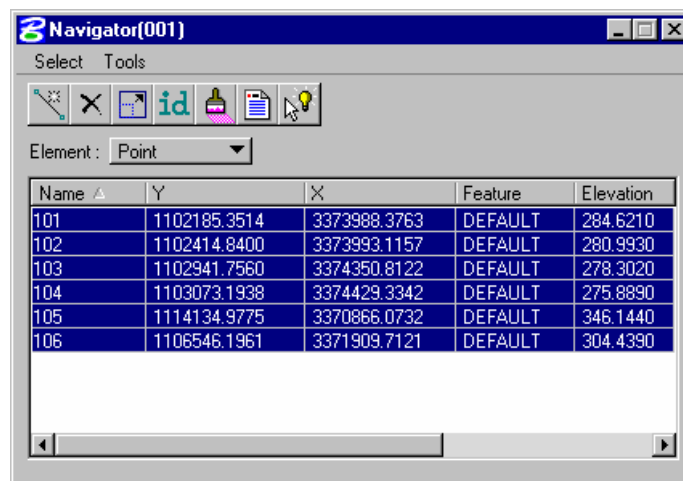 Navigator(001)
Select Tools
id
Element : Point
Name Y X Feature Elevation
101 1102185.3514 3373988.3763 DEFAULT 284.6210
102 1102414.8400 3373993.1157 DEFAULT 280.9930
103 1102941.7560 3374350.8122 DEFAULT 278.3020
104 1103073.1938 3374429.3342 DEFAULT 275.8890
105 1114134.9775 3370866.0732 DEFAULT 346.1440
106 1106546.1961 3371909.7121 DEFAULT 304.4390